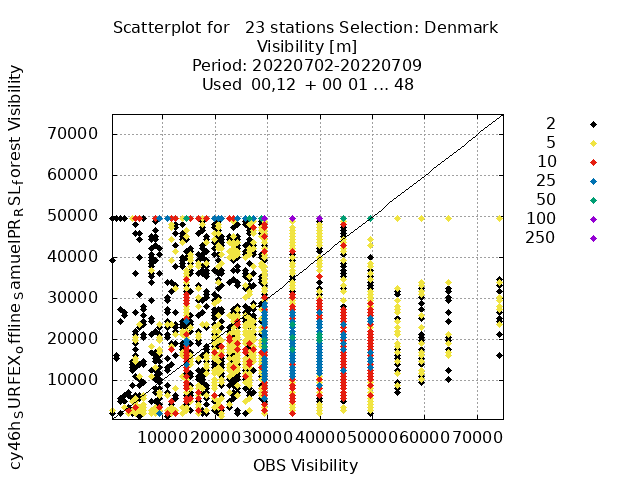 Scatterplot for 23 stations Selection: Denmark
Visibility [m]
Period: 20220702-20220709
Used 00,12 + 00 01 ... 48
cy46h_SURFEX_offline_samuelPR_RSL_forest Visibility
70000
60000
50000
40000
30000
20000
10000
10000 20000 30000 40000 50000 60000 70000
OBS Visibility
2
5
10
25
50
100
250